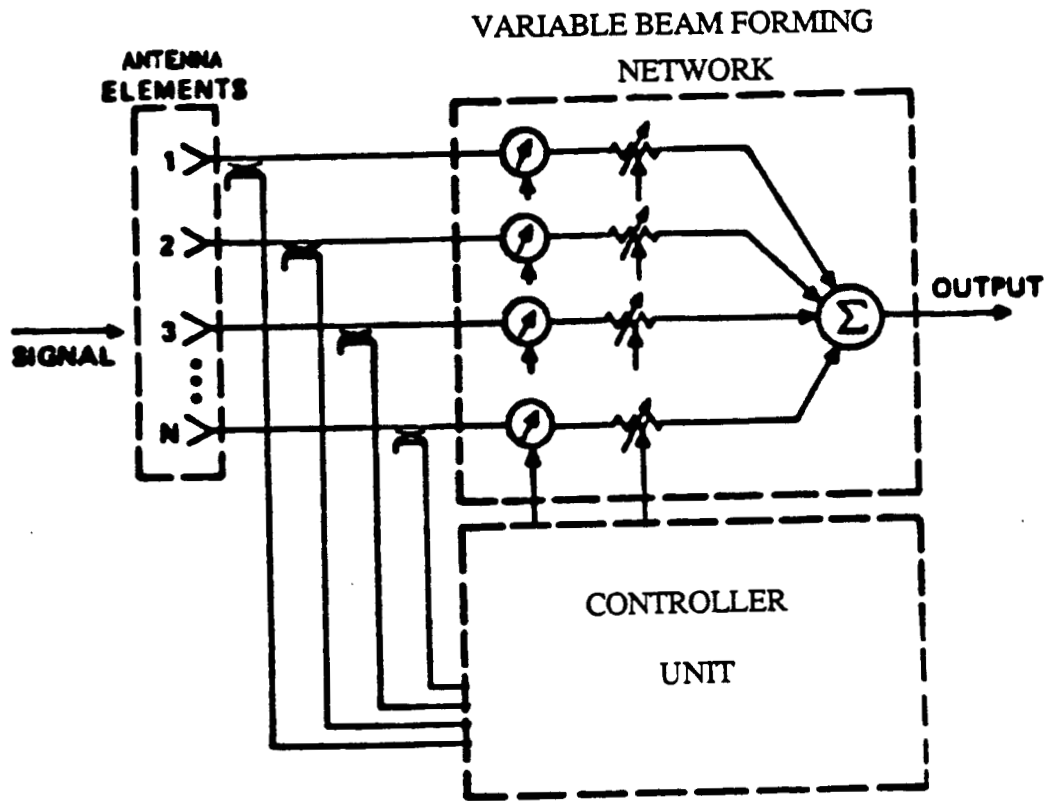 VARIABLE BEAM FORMING
NETWORK
ANTENNA
ELEMENTS
1
2
3
N
SIGNAL
Σ
OUTPUT
CONTROLLER
UNIT